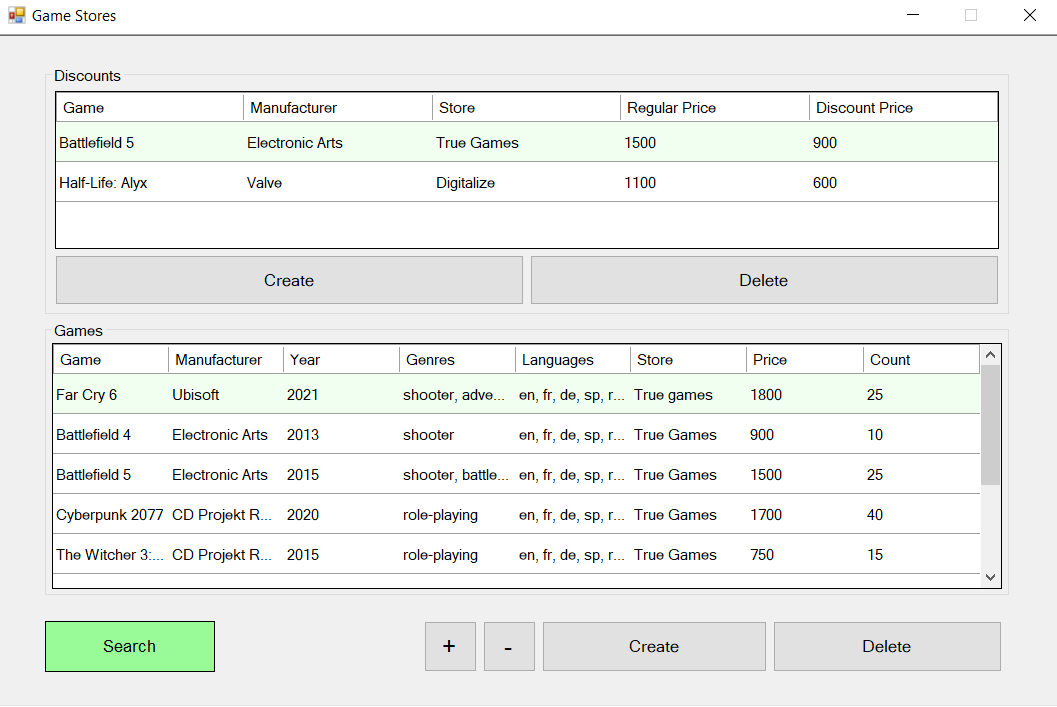 Game Stores
Discounts
Game Manufacturer Store Regular Price Discount Price
Battlefield 5 Electronic Arts True Games 1500 900
Half-Life: Alyx Valve Digitalize 1100 600
Create Delete
Games
Game Manufacturer Year Genres Languages Store Price Count
Far Cry 6 Ubisoft 2021 shooter, adve... en, fr, de, sp, r... True games 1800 25
Battlefield 4 Electronic Arts 2013 shooter en, fr, de, sp, r... True Games 900 10
Battlefield 5 Electronic Arts 2015 shooter, battle... en, fr, de, sp, r... True Games 1500 25
Cyberpunk 2077 CD Projekt R... 2020 role-playing en, fr, de, sp, r... True Games 1700 40
The Witcher 3:... CD Projekt R... 2015 role-playing en, fr, de, sp, r... True Games 750 15
Search + - Create Delete